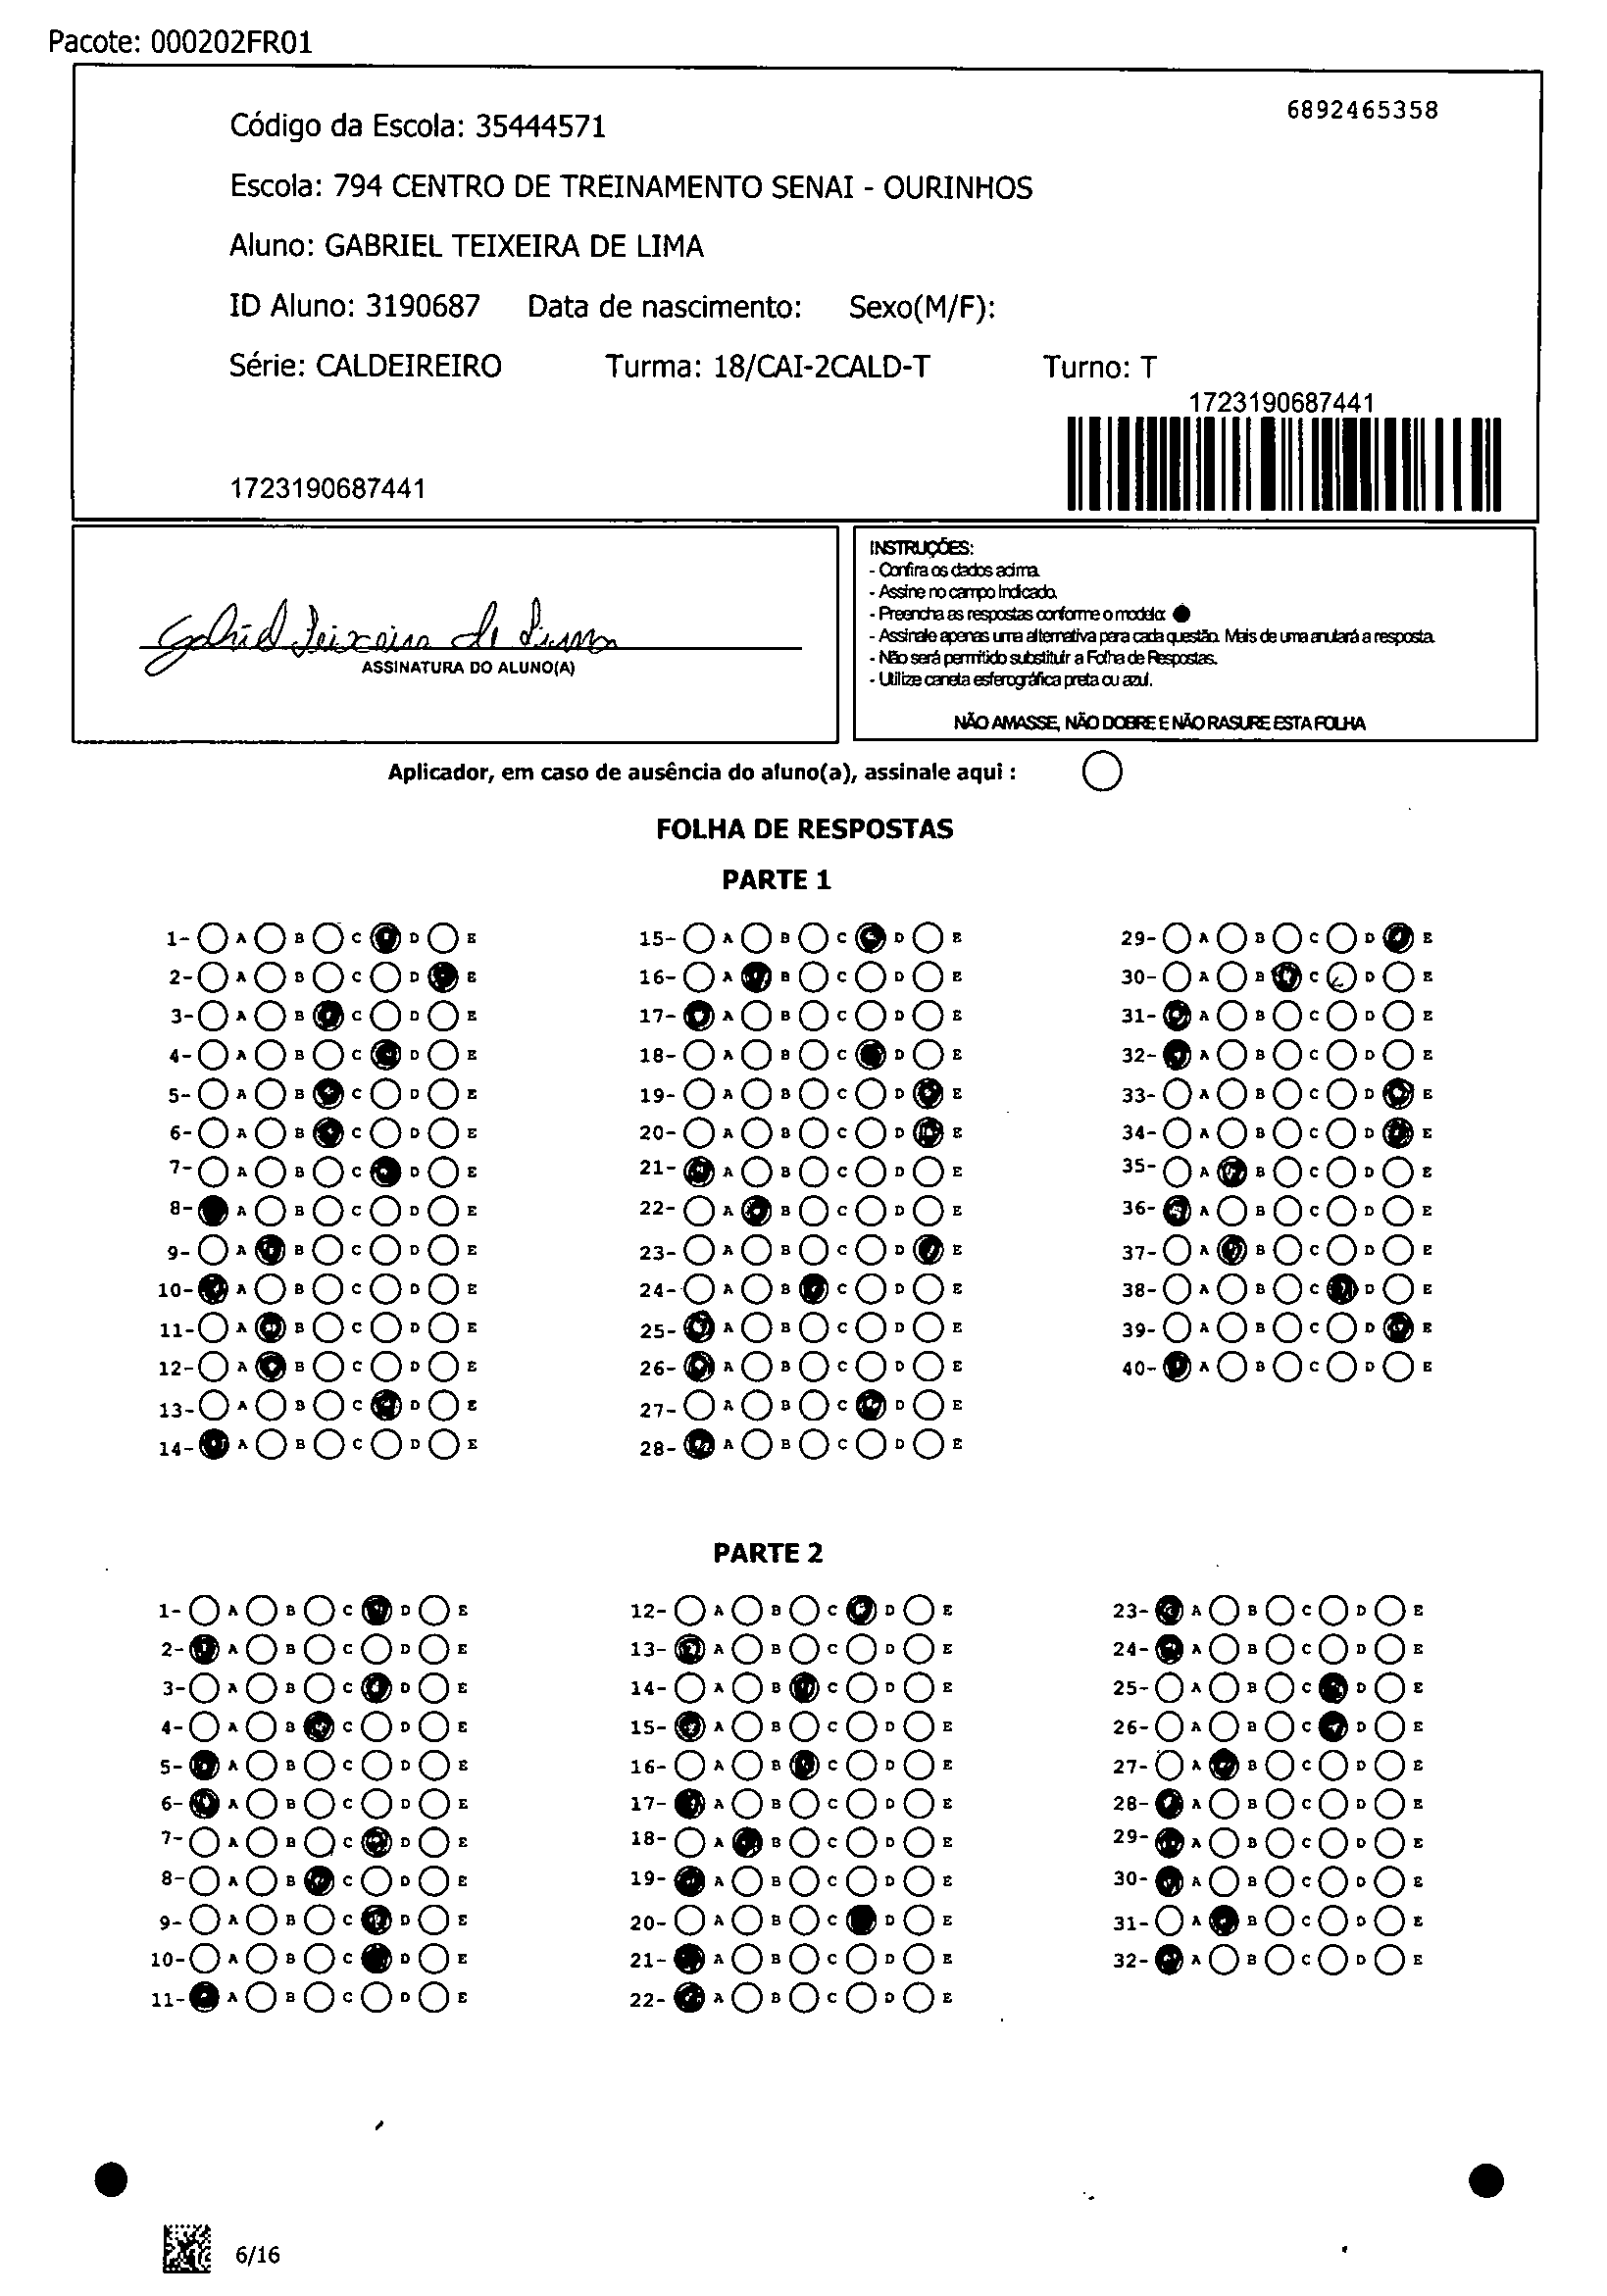 Pacote: 000202FR01
6892465358
Código da Escola: 35444571
Escola: 794 CENTRO DE TREINAMENTO SENAI - OURINHOS
Aluno: GABRIEL TEIXEIRA DE LIMA
ID Aluno: 3190687 Data de nascimento: Sexo(M/F):
Série: CALDEIREIRO Turma: 18/CAI-2CALD-T Turno: T
1723190687441
1723190687441
Gabriel Teixeira de Lima
ASSINATURA DO ALUNO(A)
INSTRUÇÕES:
- Confira os dados acima.
- Assine no campo Indicado.
- Preencha as respostas conforme o modelo:
- Assinale apenas uma alternativa para cada questão. Mais de uma anulará a resposta.
- Não será permitido substituir a Folha de Respostas.
- Utilize caneta esferográfica preta ou azul.
NÃO AMASSE, NÃO DOBRE E NÃO RASURE ESTA FOLHA
Aplicador, em caso de ausência do aluno(a), assinale aqui :
FOLHA DE RESPOSTAS
PARTE 1
1- A B C D E 15- A B C D E 29- A B C D E
2- A B C D E 16- A B C D E 30- A B C D E
3- A B C D E 17- A B C D E 31- A B C D E
4- A B C D E 18- A B C D E 32- A B C D E
5- A B C D E 19- A B C D E 33- A B C D E
6- A B C D E 20- A B C D E 34- A B C D E
7- A B C D E 21- A B C D E 35- A B C D E
8- A B C D E 22- A B C D E 36- A B C D E
9- A B C D E 23- A B C D E 37- A B C D E
10- A B C D E 24- A B C D E 38- A B C D E
11- A B C D E 25- A B C D E 39- A B C D E
12- A B C D E 26- A B C D E 40- A B C D E
13- A B C D E 27- A B C D E
14- A B C D E 28- A B C D E
PARTE 2
1- A B C D E 12- A B C D E 23- A B C D E
2- A B C D E 13- A B C D E 24- A B C D E
3- A B C D E 14- A B C D E 25- A B C D E
4- A B C D E 15- A B C D E 26- A B C D E
5- A B C D E 16- A B C D E 27- A B C D E
6- A B C D E 17- A B C D E 28- A B C D E
7- A B C D E 18- A B C D E 29- A B C D E
8- A B C D E 19- A B C D E 30- A B C D E
9- A B C D E 20- A B C D E 31- A B C D E
10- A B C D E 21- A B C D E 32- A B C D E
11- A B C D E 22- A B C D E
6/16